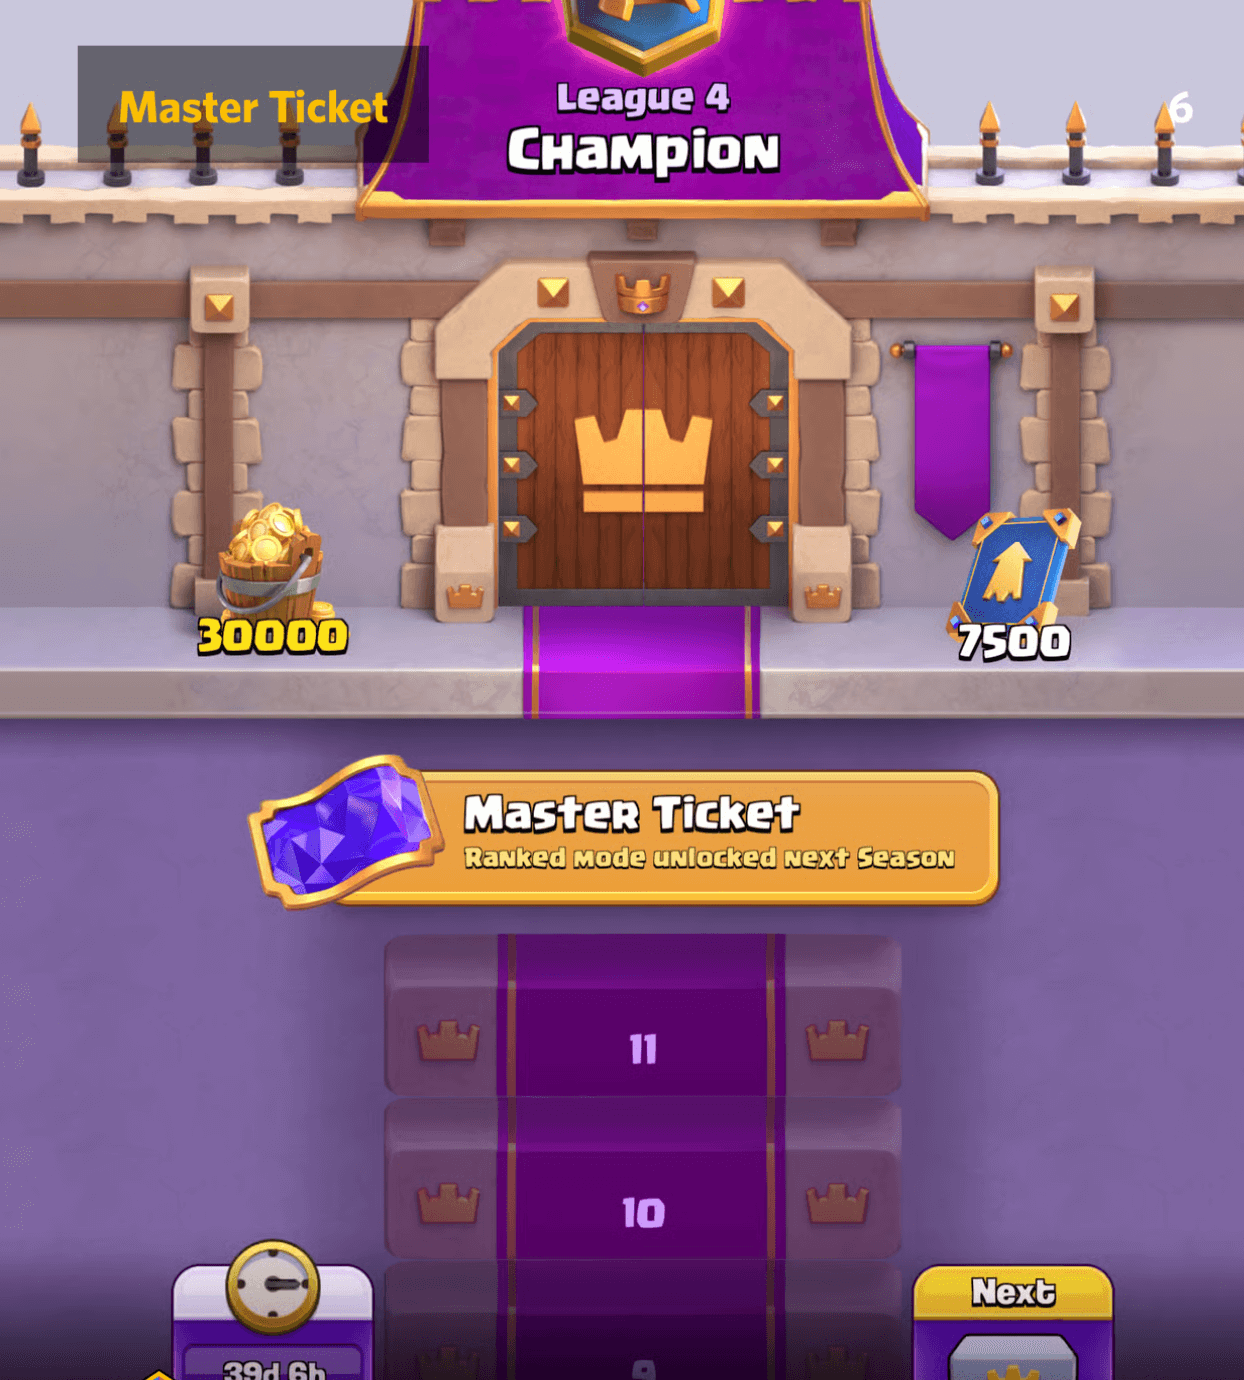 Master Ticket
6
League 4
Champion
30000
7500
Master Ticket
Ranked mode unlocked next Season
11
10
9
39d 6h
Next